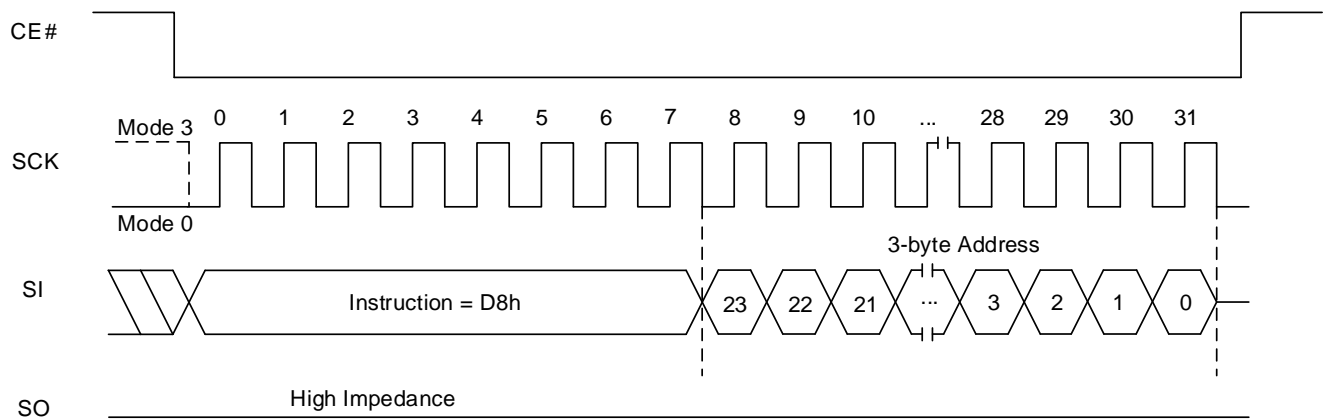 CE#
0 1 2 3 4 5 6 7 8 9 10 ... 28 29 30 31
Mode 3
SCK
Mode 0
3-byte Address
SI
Instruction = D8h 23 22 21 ... 3 2 1 0
High Impedance
SO